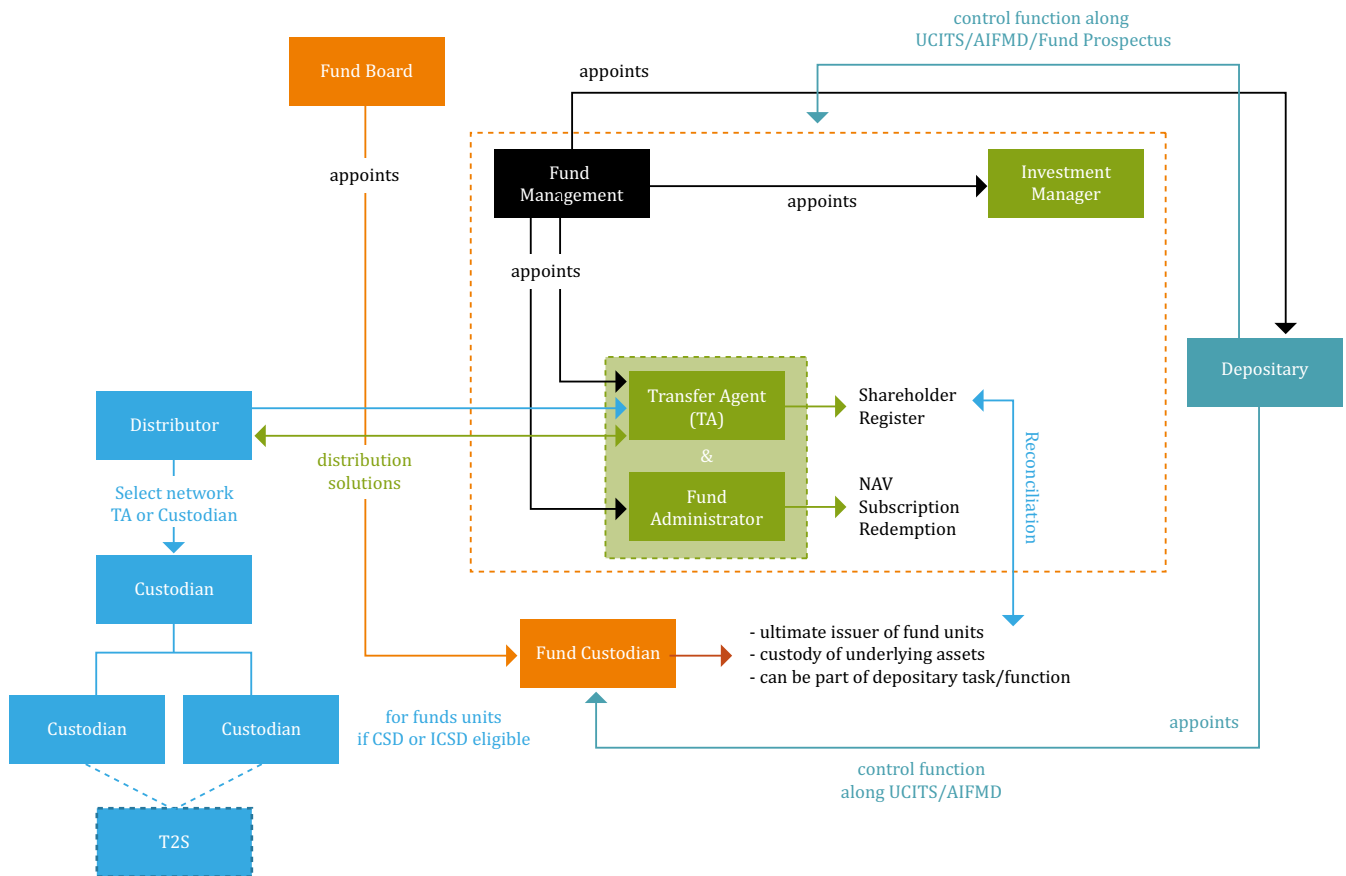 control function along
UCITS/AIFMD/Fund Prospectus
Fund Board
appoints
appoints
Fund
Management
appoints
Investment
Manager
appoints
Depositary
Transfer Agent
(TA)
&
Fund
Administrator
Shareholder
Register
NAV
Subscription
Redemption
Reconciliation
Distributor
distribution
solutions
Select network
TA or Custodian
Custodian
Custodian
Custodian
T2S
for funds units
if CSD or ICSD eligible
Fund Custodian
- ultimate issuer of fund units
- custody of underlying assets
- can be part of depositary task/function
appoints
control function
along UCITS/AIFMD